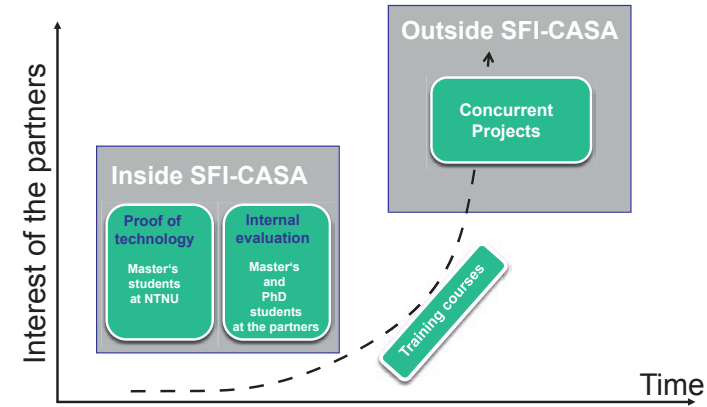 Outside SFI-CASA
Concurrent
Projects
Interest of the partners
Inside SFI-CASA
Proof of
technology
Master‘s
students
at NTNU
Internal
evaluation
Master‘s
and
PhD
students
at the partners
Training courses
Time